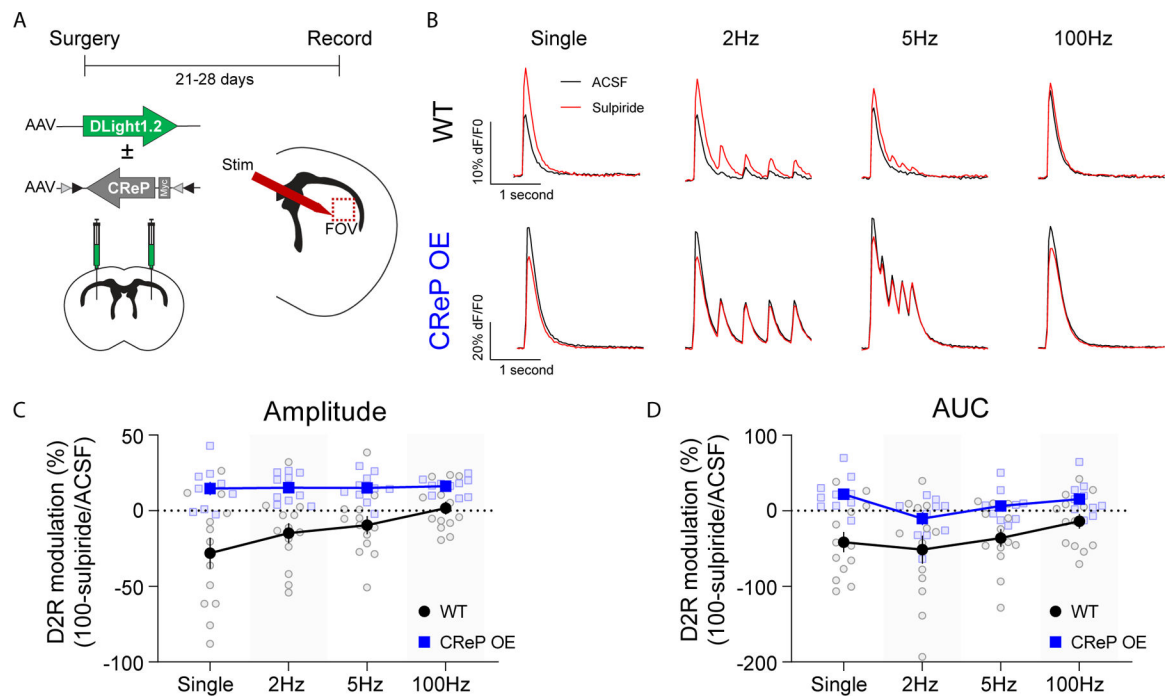 A
Surgery
Record
21-28 days
AAV
DLight1.2
±
AAV
CReP
Myc
Stim
FOV
B
Single
2Hz
5Hz
100Hz
WT
ACSF
Sulpiride
10% dF/F0
1 second
CReP OE
20% dF/F0
1 second
C
Amplitude
D2R modulation (%)
(100-sulpiride/ACSF)
50
0
-50
-100
WT
CReP OE
Single
2Hz
5Hz
100Hz
D
AUC
D2R modulation (%)
(100-sulpiride/ACSF)
100
0
-100
-200
WT
CReP OE
Single
2Hz
5Hz
100Hz